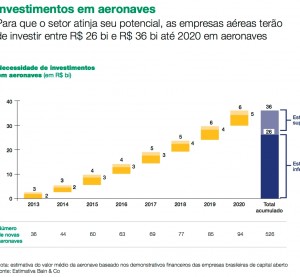 Investimentos em aeronaves
Para que o setor atinja seu potencial, as empresas aéreas terão
de investir entre R$ 26 bi e R$ 36 bi até 2020 em aeronaves
Necessidade de investimentos
em aeronaves (em R$ bi)
40
30
20
10
0
3 2
3 2
4 3
4 3
5 4
5 4
6 4
6 5
36
26
2013 2014 2015 2016 2017 2018 2019 2020 Total
acumulado
Número
de novas
aeronaves
36 44 60 63 69 77 85 94 526
Nota: estimativa do valor médio da aeronave baseado nos demonstrativos financeiros das empresas brasileiras de capital aberto
Fonte: Estimativa Bain & Co